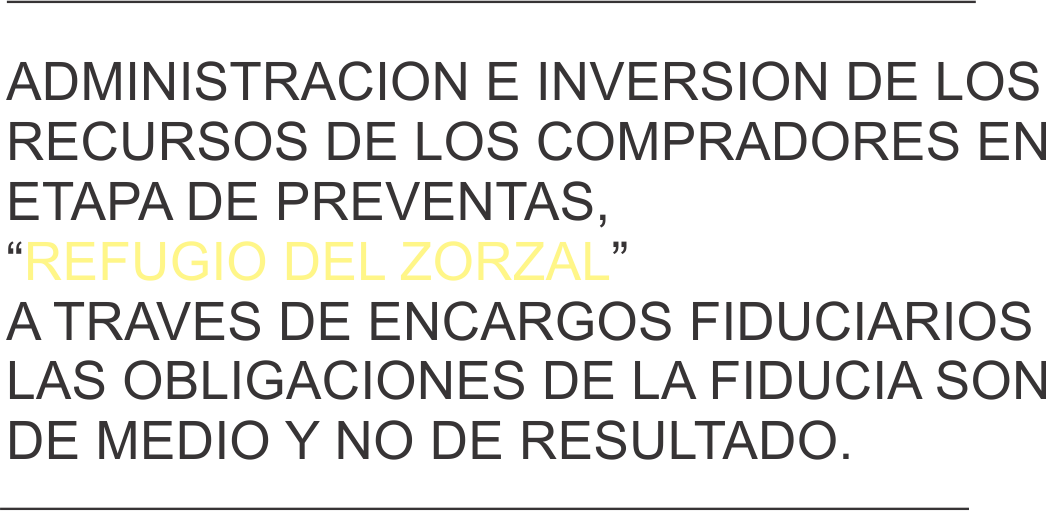 ADMINISTRACION E INVERSION DE LOS
RECURSOS DE LOS COMPRADORES EN
ETAPA DE PREVENTAS,
“REFUGIO DEL ZORZAL”
A TRAVES DE ENCARGOS FIDUCIARIOS
LAS OBLIGACIONES DE LA FIDUCIA SON
DE MEDIO Y NO DE RESULTADO.